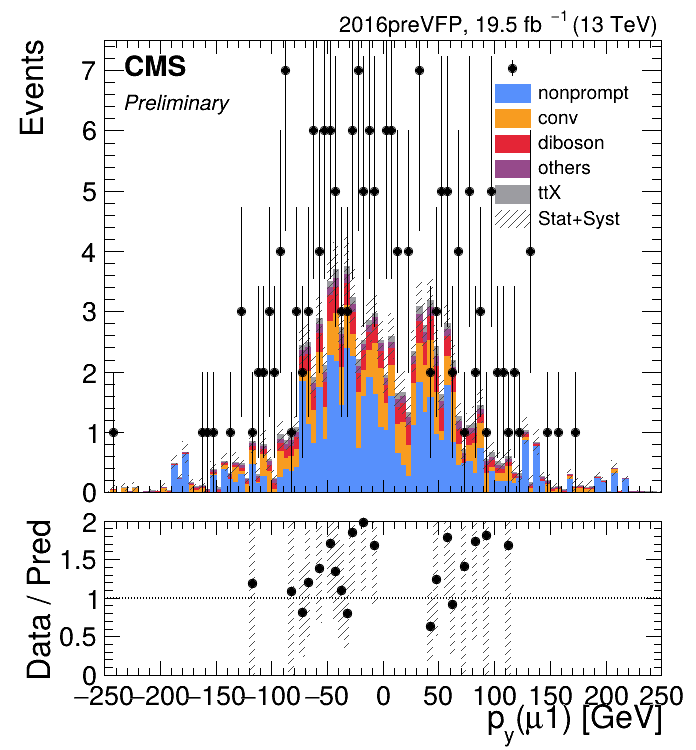 2016preVFP, 19.5 fb⁻¹ (13 TeV)
CMS
Preliminary
Events
nonprompt
conv
diboson
others
ttX
Stat+Syst
7
6
5
4
3
2
1
0
Data / Pred
2
1.5
1
0.5
0
−250 −200 −150 −100 −50 0 50 100 150 200 250
p_y(μ1) [GeV]